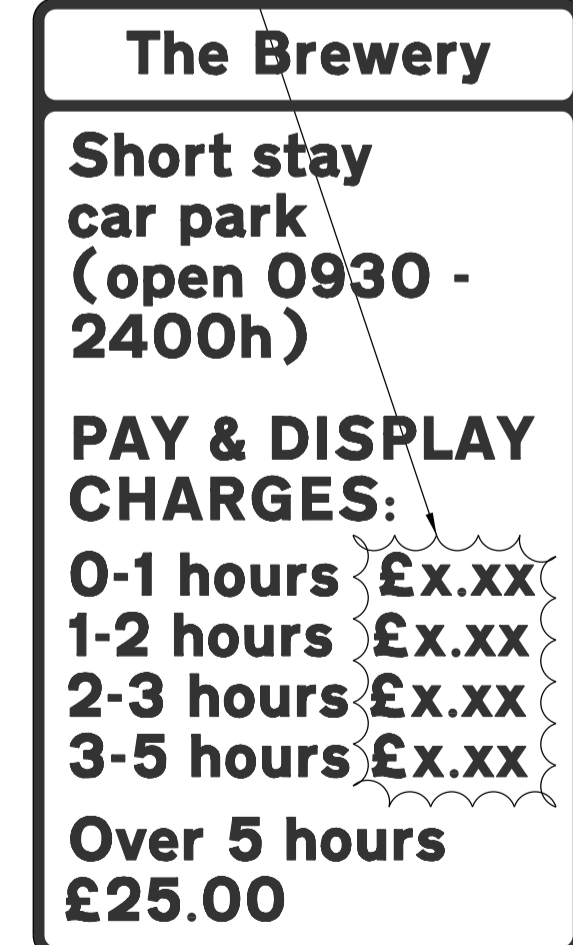 The Brewery
Short stay
car park
(open 0930 -
2400h)
PAY & DISPLAY
CHARGES:
0-1 hours £x.xx
1-2 hours £x.xx
2-3 hours £x.xx
3-5 hours £x.xx
Over 5 hours
£25.00